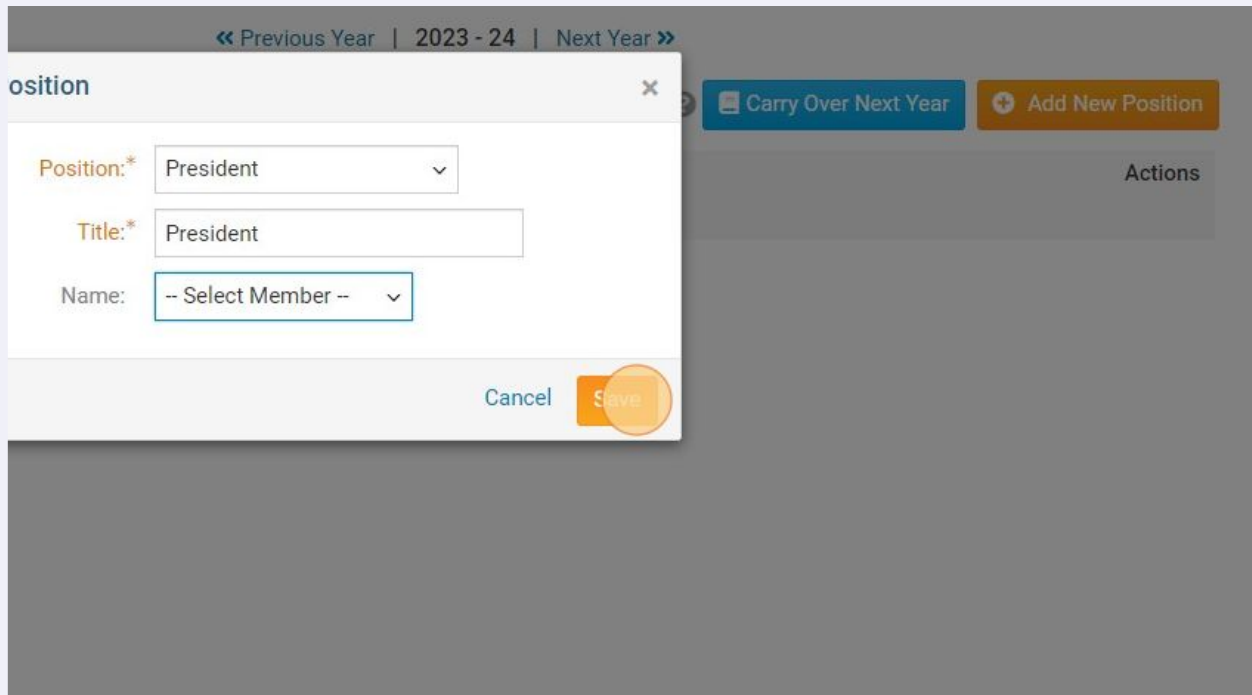 « Previous Year | 2023 - 24 | Next Year »
osition ×
Carry Over Next Year
Add New Position
Position:* President
Actions
Title:* President
Name: -- Select Member --
Cancel Save